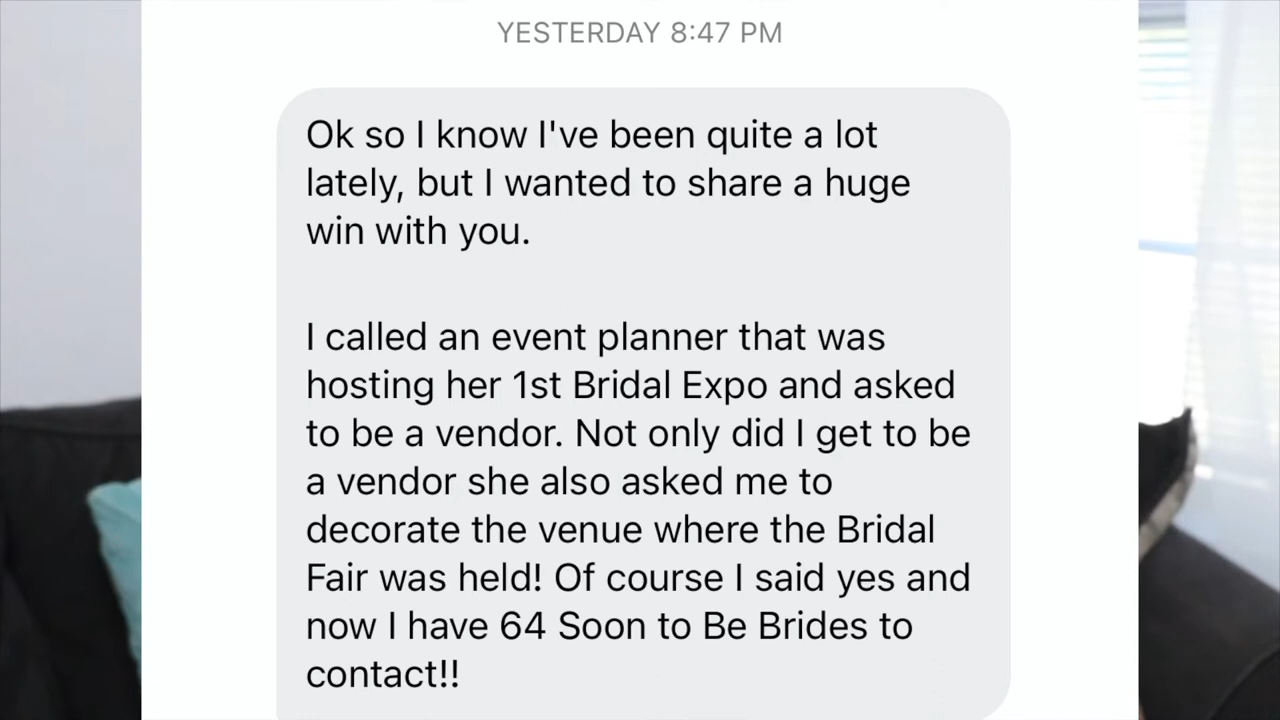 YESTERDAY 8:47 PM
Ok so I know I've been quite a lot
lately, but I wanted to share a huge
win with you.
I called an event planner that was
hosting her 1st Bridal Expo and asked
to be a vendor. Not only did I get to be
a vendor she also asked me to
decorate the venue where the Bridal
Fair was held! Of course I said yes and
now I have 64 Soon to Be Brides to
contact!!